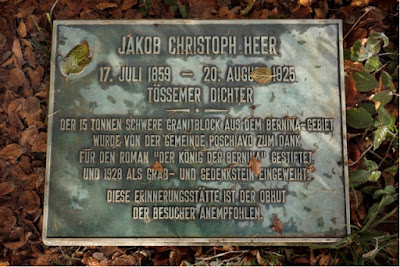 JAKOB CHRISTOPH HEER
17. JULI 1859 – 20. AUGUST 1925
TÖSSEMER DICHTER
DER 15 TONNEN SCHWERE GRANITBLOCK AUS DEM BERNINA-GEBIET
WURDE VON DER GEMEINDE POSCHIAVO ZUM DANK
FÜR DEN ROMAN "DER KÖNIG DER BERNINA" GESTIFTET
UND 1928 ALS GRAB- UND GEDENKSTEIN EINGEWEIHT.
DIESE ERINNERUNGSSTÄTTE IST DER OBHUT
DER BESUCHER ANEMPFOHLEN.